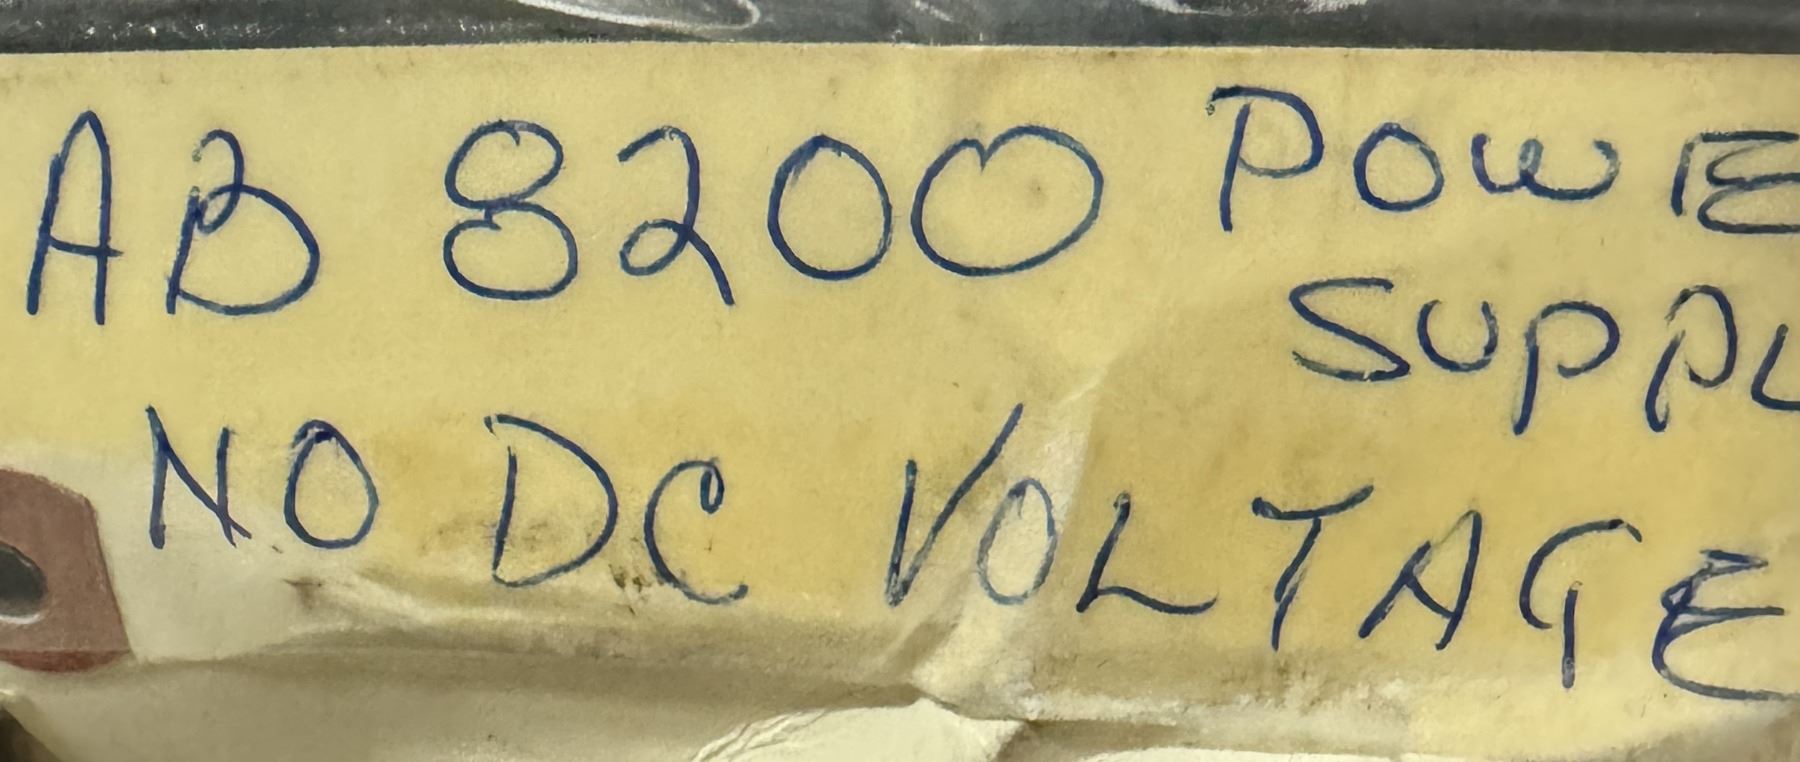 AB 8200 POWE
SUPPL
NO DC VOLTAGE